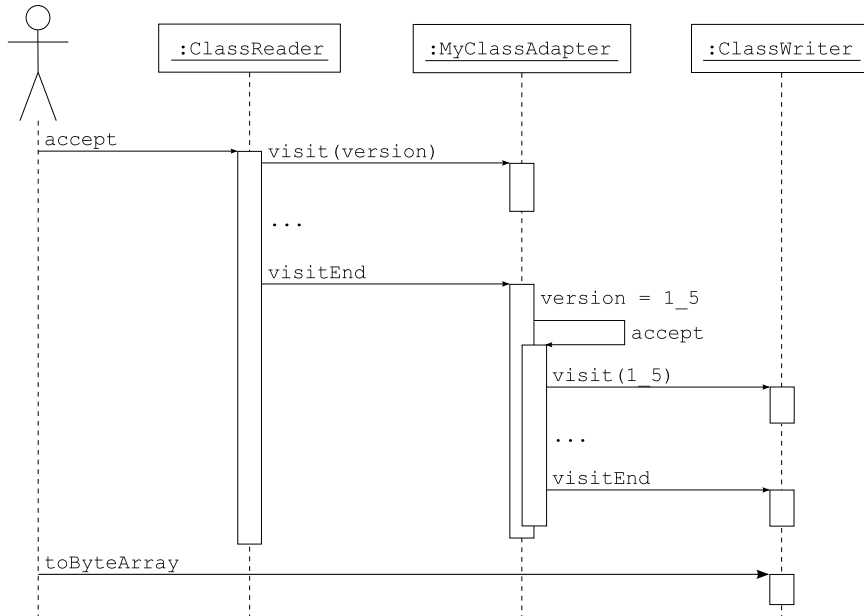 :ClassReader
:MyClassAdapter
:ClassWriter
accept
visit(version)
...
visitEnd
version = 1_5
accept
visit(1_5)
...
visitEnd
toByteArray